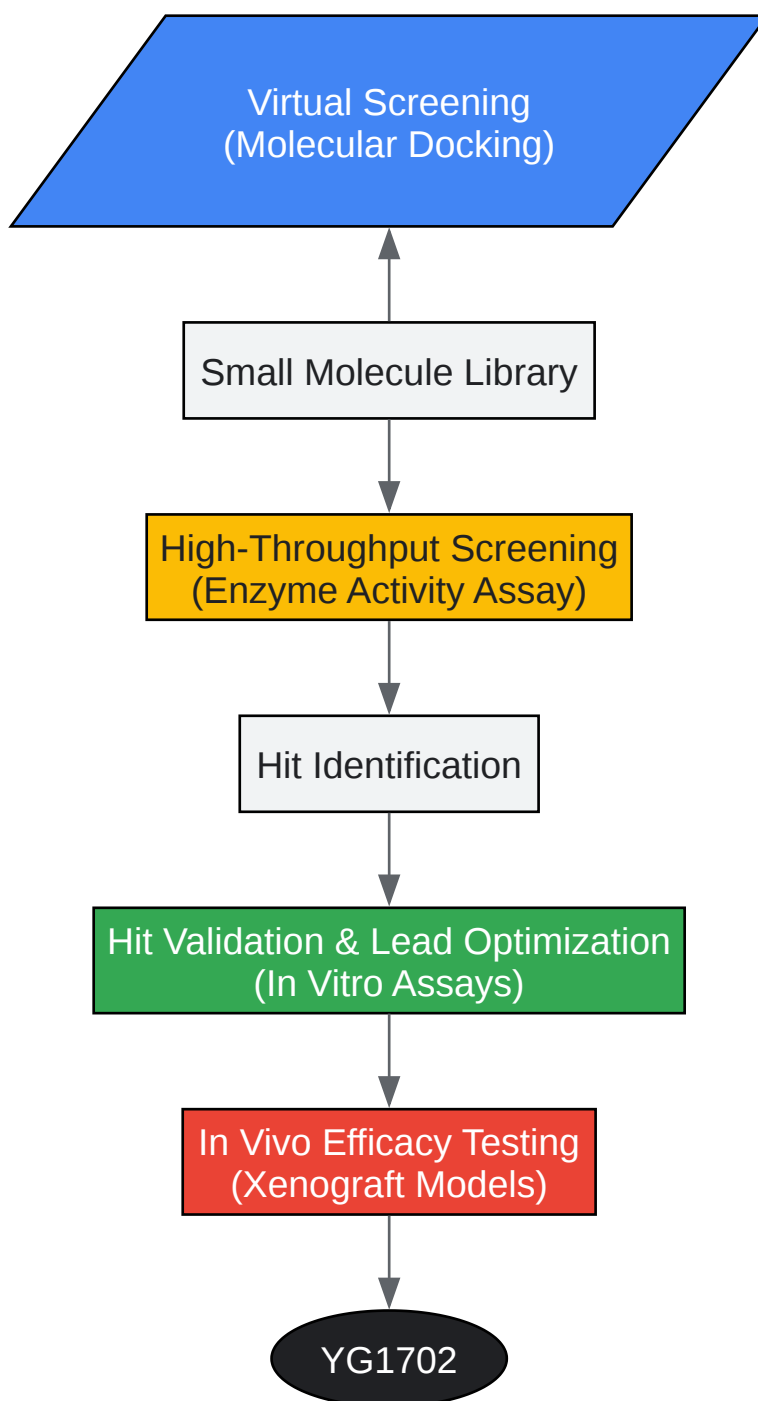 Virtual Screening
(Molecular Docking)
Small Molecule Library
High-Throughput Screening
(Enzyme Activity Assay)
Hit Identification
Hit Validation & Lead Optimization
(In Vitro Assays)
In Vivo Efficacy Testing
(Xenograft Models)
YG1702